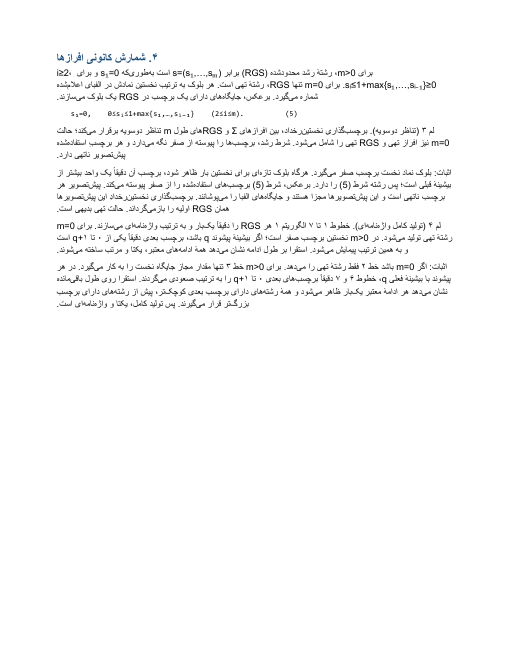 ۴. شمارش کانونی افرازها
برای m>0، رشتهٔ رشد محدودشده (RGS) برابر s=(s₁,…,sₘ) است به‌طوری‌که s₁=0 و برای i≥2،
0≤sᵢ≤1+max{s₁,…,sᵢ₋₁}. برای m=0 تنها RGS، رشتهٔ تهی است. هر بلوک به ترتیب نخستین نمادش در الفبای اعلام‌شده
شماره می‌گیرد. برعکس، جایگاه‌های دارای یک برچسب در RGS یک بلوک می‌سازند.
s₁=0, 0≤sᵢ≤1+max{s₁,…,sᵢ₋₁} (2≤i≤m). (5)
لم ۳ (تناظر دوسویه). برچسب‌گذاری نخستین‌رخداد، بین افرازهای Σ و RGSهای طول m تناظر دوسویه برقرار می‌کند؛ حالت
m=0 نیز افراز تهی و RGS تهی را شامل می‌شود. شرط رشد، برچسب‌ها را پیوسته از صفر نگه می‌دارد و هر برچسب استفاده‌شده
پیش‌تصویر ناتهی دارد.
اثبات: بلوک نماد نخست برچسب صفر می‌گیرد. هرگاه بلوک تازه‌ای برای نخستین بار ظاهر شود، برچسب آن دقیقاً یک واحد بیشتر از
بیشینهٔ قبلی است؛ پس رشته شرط (5) را دارد. برعکس، شرط (5) برچسب‌های استفاده‌شده را از صفر پیوسته می‌کند. پیش‌تصویر هر
برچسب ناتهی است و این پیش‌تصویرها مجزا هستند و جایگاه‌های الفبا را می‌پوشانند. برچسب‌گذاری نخستین‌رخداد این پیش‌تصویرها
همان RGS اولیه را بازمی‌گرداند. حالت تهی بدیهی است.
لم ۴ (تولید کامل واژه‌نامه‌ای). خطوط ۱ تا ۷ الگوریتم ۱ هر RGS را دقیقاً یک‌بار و به ترتیب واژه‌نامه‌ای می‌سازند. برای m=0
رشتهٔ تهی تولید می‌شود. در m>0 نخستین برچسب صفر است؛ اگر بیشینهٔ پیشوند q باشد، برچسب بعدی دقیقاً یکی از ۰ تا q+۱ است
و به همین ترتیب پیمایش می‌شود. استقرا بر طول ادامه نشان می‌دهد همهٔ ادامه‌های معتبر، یکتا و مرتب ساخته می‌شوند.
اثبات: اگر m=0 باشد خط ۲ فقط رشتهٔ تهی را می‌دهد. برای m>0 خط ۳ تنها مقدار مجاز جایگاه نخست را به کار می‌گیرد. در هر
پیشوند با بیشینهٔ فعلی q، خطوط ۴ و ۷ دقیقاً برچسب‌های بعدی ۰ تا q+۱ را به ترتیب صعودی می‌گردند. استقرا روی طول باقی‌مانده
نشان می‌دهد هر ادامهٔ معتبر یک‌بار ظاهر می‌شود و همهٔ رشته‌های دارای برچسب بعدی کوچک‌تر، پیش از رشته‌های دارای برچسب
بزرگ‌تر قرار می‌گیرند. پس تولید کامل، یکتا و واژه‌نامه‌ای است.